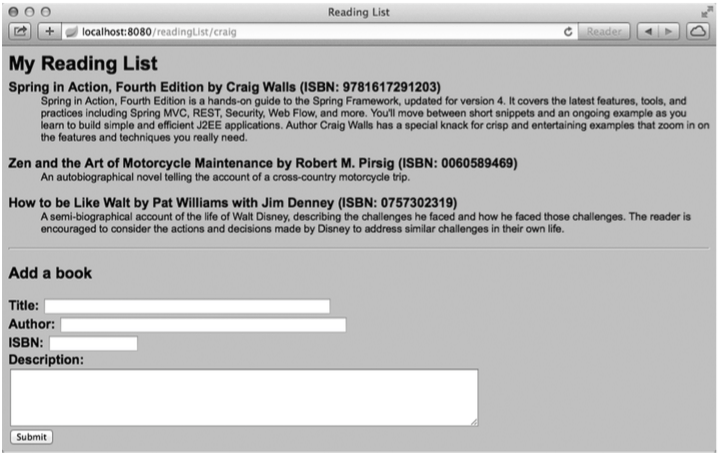 Reading List
localhost:8080/readingList/craig
Reader
My Reading List
Spring in Action, Fourth Edition by Craig Walls (ISBN: 9781617291203)
Spring in Action, Fourth Edition is a hands-on guide to the Spring Framework, updated for version 4. It covers the latest features, tools, and
practices including Spring MVC, REST, Security, Web Flow, and more. You'll move between short snippets and an ongoing example as you
learn to build simple and efficient J2EE applications. Author Craig Walls has a special knack for crisp and entertaining examples that zoom in on
the features and techniques you really need.
Zen and the Art of Motorcycle Maintenance by Robert M. Pirsig (ISBN: 0060589469)
An autobiographical novel telling the account of a cross-country motorcycle trip.
How to be Like Walt by Pat Williams with Jim Denney (ISBN: 0757302319)
A semi-biographical account of the life of Walt Disney, describing the challenges he faced and how he faced those challenges. The reader is
encouraged to consider the actions and decisions made by Disney to address similar challenges in their own life.
Add a book
Title:
Author:
ISBN:
Description:
Submit